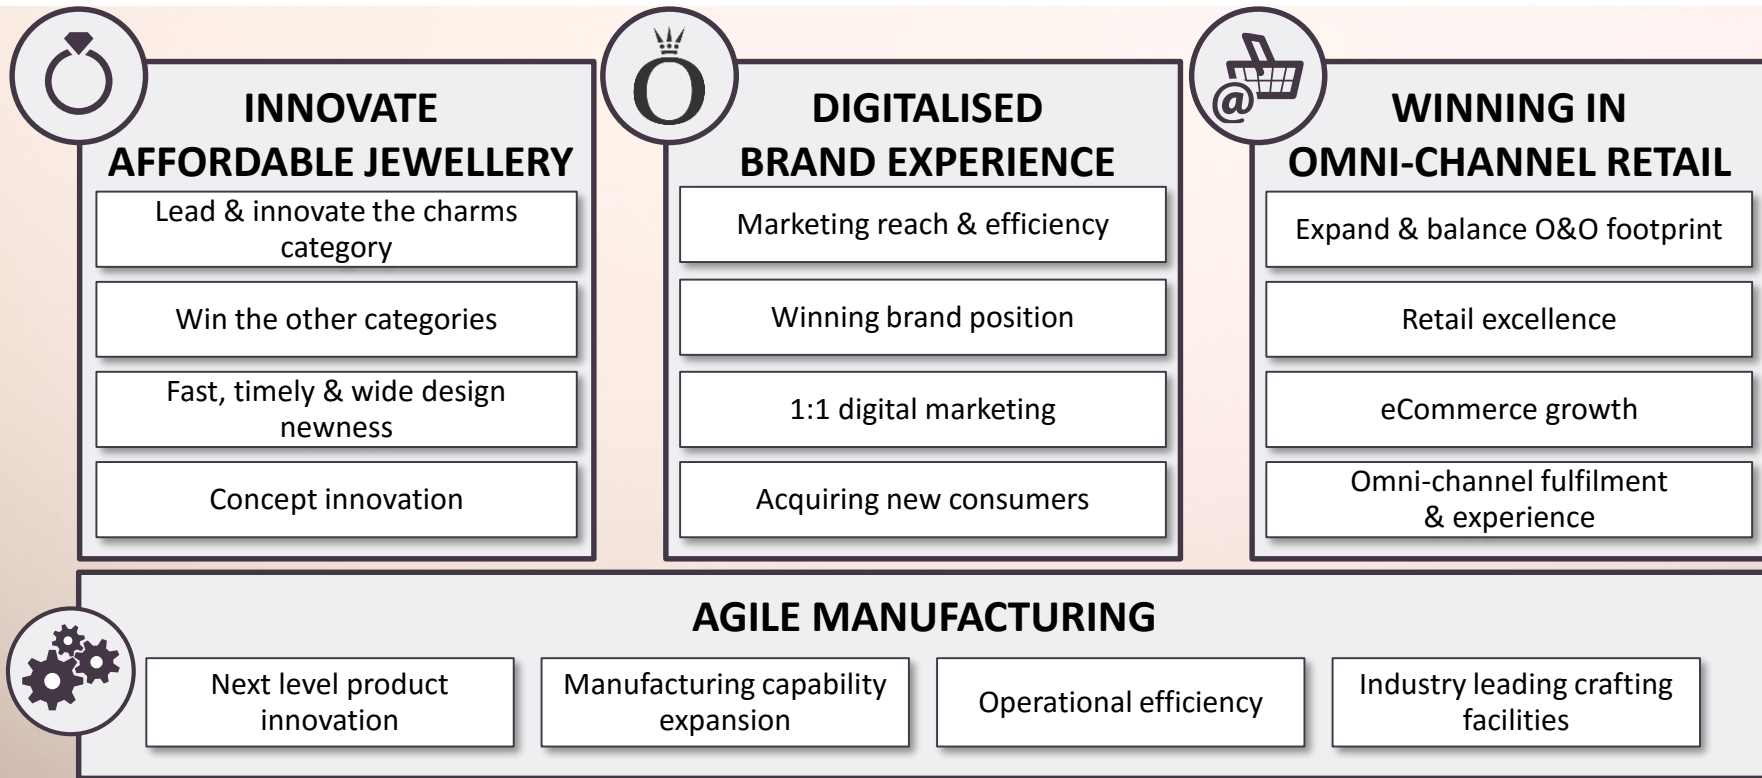 INNOVATE
AFFORDABLE JEWELLERY
Lead & innovate the charms
category
Win the other categories
Fast, timely & wide design
newness
Concept innovation
DIGITALISED
BRAND EXPERIENCE
Marketing reach & efficiency
Winning brand position
1:1 digital marketing
Acquiring new consumers
@
WINNING IN
OMNI-CHANNEL RETAIL
Expand & balance O&O footprint
Retail excellence
eCommerce growth
Omni-channel fulfilment
& experience
AGILE MANUFACTURING
Next level product
innovation
Manufacturing capability
expansion
Operational efficiency
Industry leading crafting
facilities